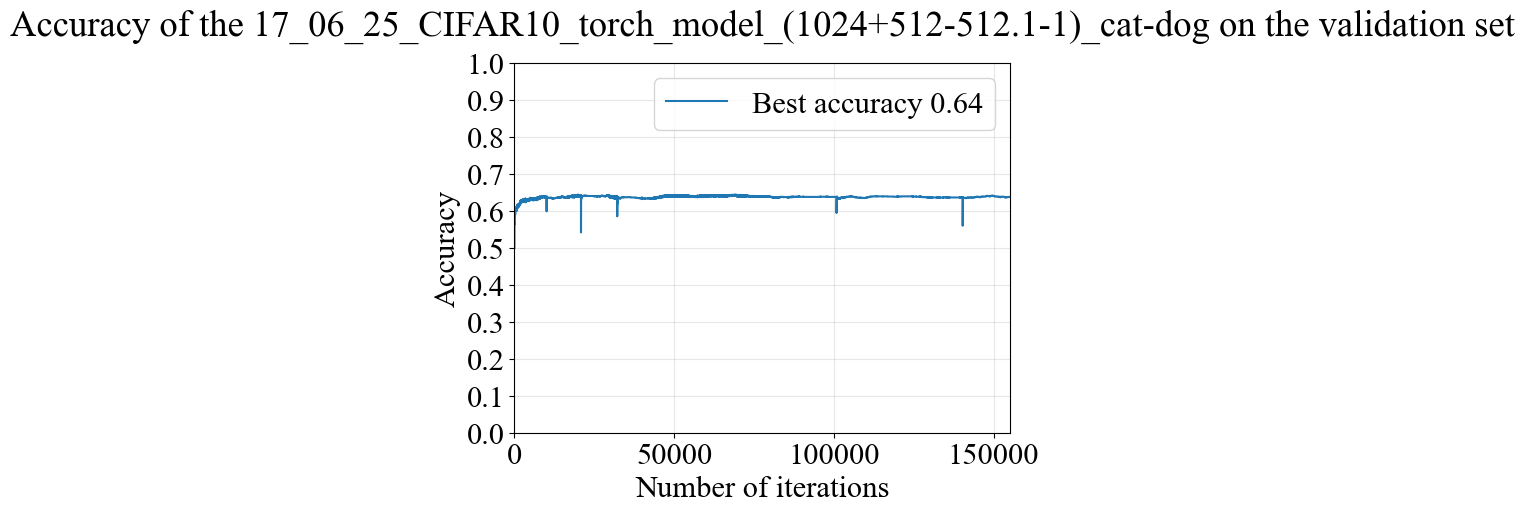 Accuracy of the 17_06_25_CIFAR10_torch_model_(1024+512-512.1-1)_cat-dog on the validation set
1.0
Best accuracy 0.64
0.9
0.8
0.7
0.6
0.5
0.4
0.3
0.2
0.1
0.0
Accuracy
0 50000 100000 150000
Number of iterations